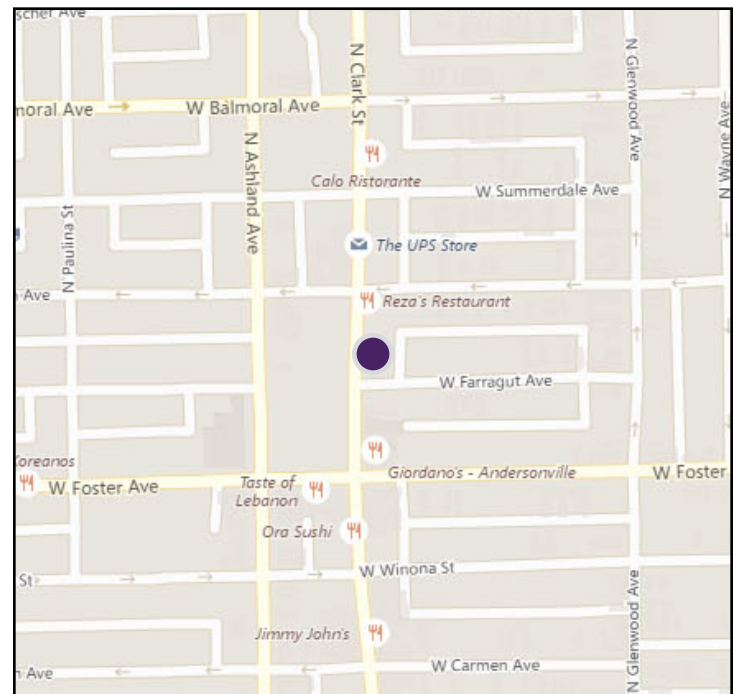 scher Ave
N Clark St
N Glenwood Ave
moral Ave
W Balmoral Ave
N Ashland Ave
N Wayne Ave
Calo Ristorante
W Summerdale Ave
N Paulina St
The UPS Store
Ave
Reza's Restaurant
W Farragut Ave
Koreanos
W Foster Ave
Taste of
Lebanon
Giordano's - Andersonville
W Foster
Ora Sushi
W Winona St
St
N Glenwood Ave
Jimmy John's
n Ave
W Carmen Ave